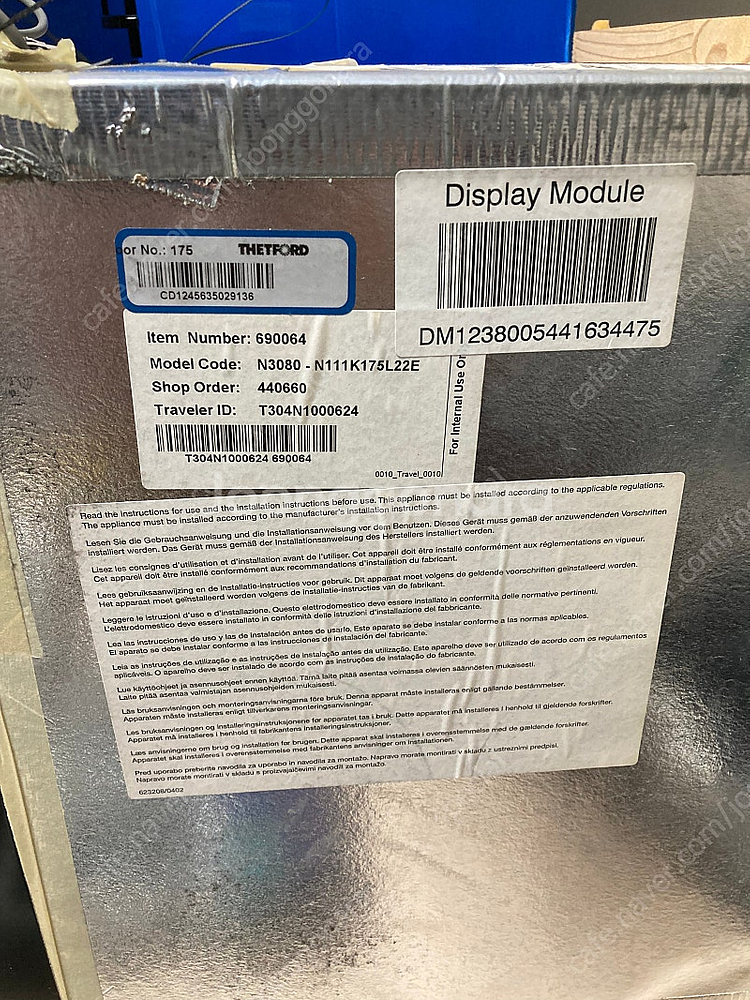 Display Module
DM1238005441634475
or No.: 175 THETFORD
CD1245635029136
Item Number: 690064
Model Code: N3080 - N111K175L22E
Shop Order: 440660
Traveler ID: T304N1000624
T304N1000624 690064
0010_Travel_0010
For Internal Use
Read the instructions for use and the installation instructions before use. This appliance must be installed according to the applicable regulations.
The appliance must be installed according to the manufacturer's installation instructions.
Lesen Sie die Gebrauchsanweisung und die Installationsanweisung vor dem Benutzen. Dieses Gerät muss gemäß der anzuwendenden Vorschriften
installiert werden. Das Gerät muss gemäß der Installationsanweisung des Herstellers installiert werden.
Lisez les consignes d'utilisation et d'installation avant de l'utiliser. Cet appareil doit être installé conformément aux réglementations en vigueur.
Cet appareil doit être installé conformément aux recommandations d'installation du fabricant.
Lees gebruiksaanwijzing en de installatie-instructies voor gebruik. Dit apparaat moet volgens de geldende voorschriften geïnstalleerd worden.
Het apparaat moet geïnstalleerd worden volgens de installatie-instructies van de fabrikant.
Leggere le istruzioni d'uso e d'installazione. Questo elettrodomestico deve essere installato in conformità delle normative pertinenti.
L'elettrodomestico deve essere installato in conformità delle istruzioni d'installazione del fabbricante.
Lea las instrucciones de uso y las de instalación antes de usarlo. Este aparato se debe instalar conforme a las normas aplicables.
El aparato se debe instalar conforme a las instrucciones de instalación del fabricante.
Leia as instruções de utilização e as instruções de instalação antes da utilização. Este aparelho deve ser utilizado de acordo com os regulamentos
aplicáveis. O aparelho deve ser instalado de acordo com as instruções de instalação do fabricante.
Lue käyttöohjeet ja asennusohjeet ennen käyttöä. Tämä laite pitää asentaa voimassa olevien säännösten mukaisesti.
Laite pitää asentaa valmistajan asennusohjeiden mukaisesti.
Läs bruksanvisningen och monteringsanvisningarna före bruk. Denna apparat måste installeras enligt gällande bestämmelser.
Apparaten måste installeras enligt tillverkarens monteringsanvisningar.
Les bruksanvisningen og installeringsinstruksjonene før apparatet tas i bruk. Dette apparatet må installeres i henhold til gjeldende forskrifter.
Apparatet må installeres i henhold til fabrikantens installeringsinstruksjoner.
Læs anvisningerne om brug og installation før brugen. Dette apparat skal installeres i overensstemmelse med de gældende forskrifter.
Apparatet skal installeres i overensstemmelse med fabrikantens anvisninger om installationen.
Pred uporabo preberite navodila za uporabo in navodila za montažo. Napravo morate montirati v skladu z ustreznimi predpisi.
Napravo morate montirati v skladu s proizvajalčevimi navodili za montažo.
623206/0402